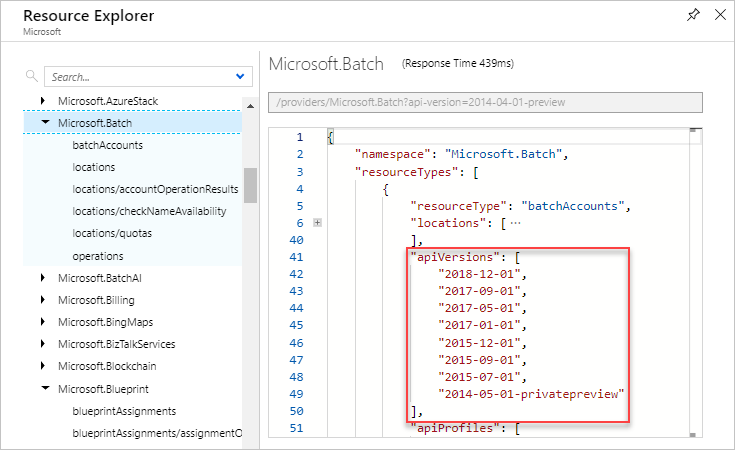 Resource Explorer
Microsoft
Search...
Microsoft.AzureStack
Microsoft.Batch
batchAccounts
locations
locations/accountOperationResults
locations/checkNameAvailability
locations/quotas
operations
Microsoft.BatchAI
Microsoft.Billing
Microsoft.BingMaps
Microsoft.BizTalkServices
Microsoft.Blockchain
Microsoft.Blueprint
blueprintAssignments
blueprintAssignments/assignmentO
Microsoft.Batch (Response Time 439ms)
/providers/Microsoft.Batch?api-version=2014-04-01-preview
1 {
2 "namespace": "Microsoft.Batch",
3 "resourceTypes": [
4 {
5 "resourceType": "batchAccounts",
6 "locations": [ ···
40 ],
41 "apiVersions": [
42 "2018-12-01",
43 "2017-09-01",
44 "2017-05-01",
45 "2017-01-01",
46 "2015-12-01",
47 "2015-09-01",
48 "2015-07-01",
49 "2014-05-01-privatepreview"
50 ],
51 "apiProfiles": [